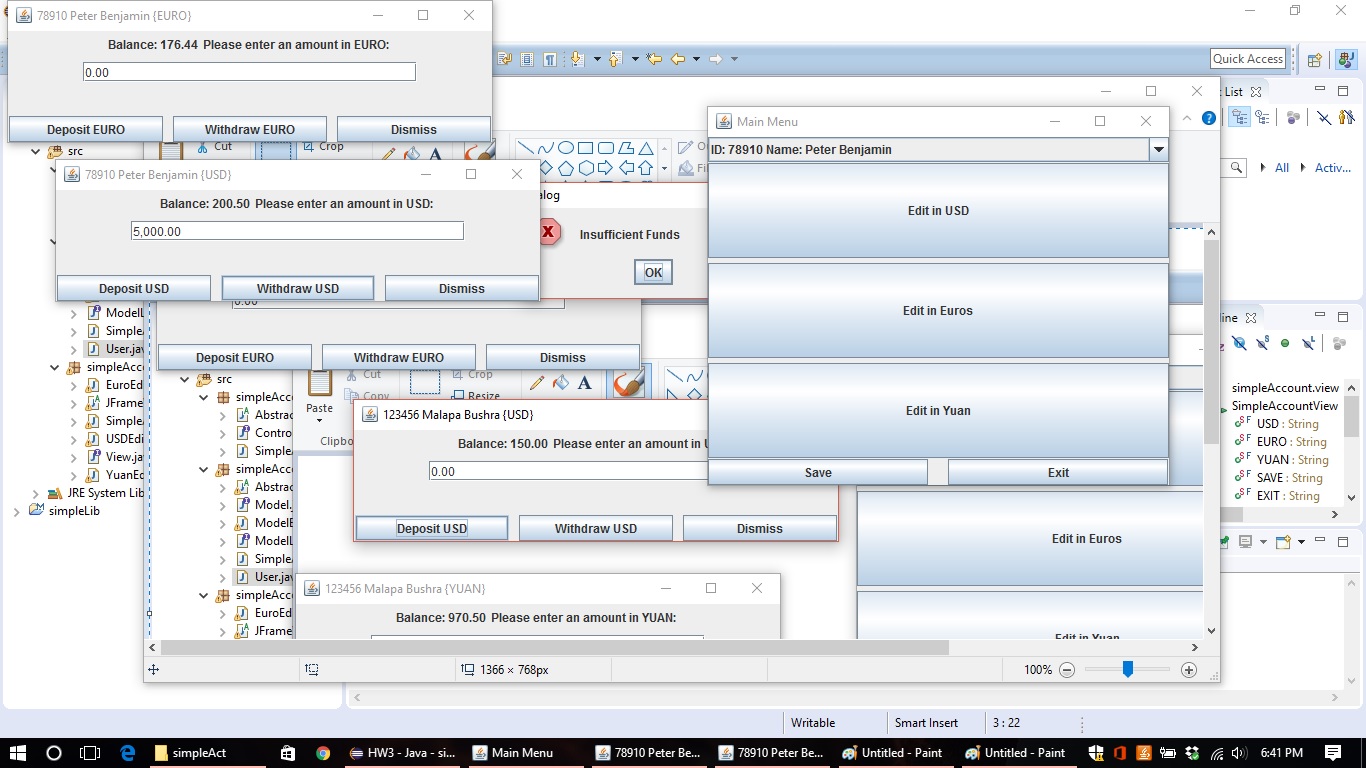 78910 Peter Benjamin {EURO}
Balance: 176.44 Please enter an amount in EURO:
0.00
Deposit EURO
Withdraw EURO
Dismiss
Quick Access
src
Cut
Crop
78910 Peter Benjamin {USD}
Balance: 200.50 Please enter an amount in USD:
5,000.00
Deposit USD
Withdraw USD
Dismiss
Insufficient Funds
OK
Main Menu
ID: 78910 Name: Peter Benjamin
Edit in USD
Edit in Euros
Edit in Yuan
Save
Exit
List
All
Activ...
ModelI
Simple
User.jav
simpleAcc
EuroEd
JFrame
Simple
USDEdi
View.jav
YuanEd
JRE System Lib
simpleLib
Deposit EURO
Withdraw EURO
Dismiss
src
simpleAcc
Abstrac
Contro
Simple
simpleAcc
Abstrac
Model.
ModelE
ModelI
Simple
User.jav
simpleAcc
EuroEd
JFrame
Cut
Crop
Copy
Resize
Paste
Clipbo
123456 Malapa Bushra {USD}
Balance: 150.00 Please enter an amount in U
0.00
Deposit USD
Withdraw USD
Dismiss
123456 Malapa Bushra {YUAN}
Balance: 970.50 Please enter an amount in YUAN:
Edit in Euros
Edit in Yuan
simpleAccount.view
SimpleAccountView
USD : String
EURO : String
YUAN : String
SAVE : String
EXIT : String
1366 × 768px
100%
Writable
Smart Insert
3 : 22
simpleAct
HW3 - Java - si...
Main Menu
78910 Peter Be...
78910 Peter Be...
Untitled - Paint
Untitled - Paint
6:41 PM